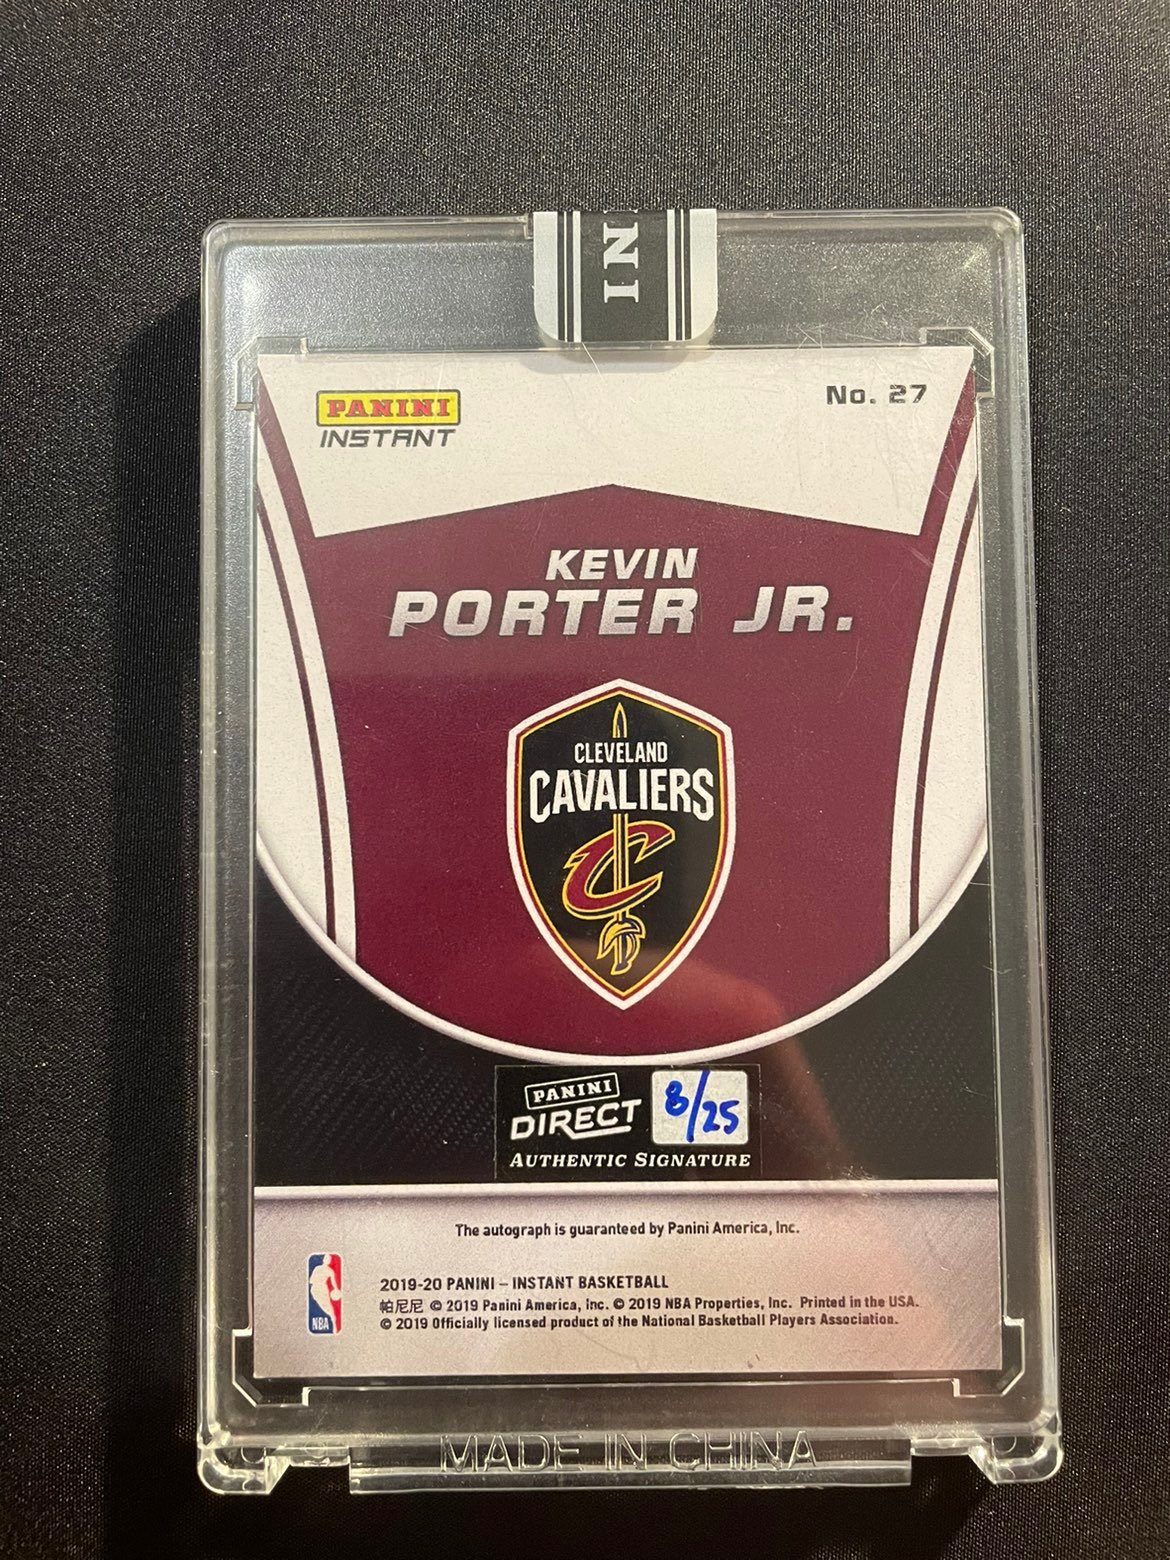 IN
PANINI
INSTANT
No. 27
KEVIN
PORTER JR.
CLEVELAND
CAVALIERS
C
PANINI
DIRECT
8/25
AUTHENTIC SIGNATURE
The autograph is guaranteed by Panini America, Inc.
NBA
2019-20 PANINI – INSTANT BASKETBALL
帕尼尼 © 2019 Panini America, Inc. © 2019 NBA Properties, Inc. Printed in the USA.
© 2019 Officially licensed product of the National Basketball Players Association.
MADE IN CHINA